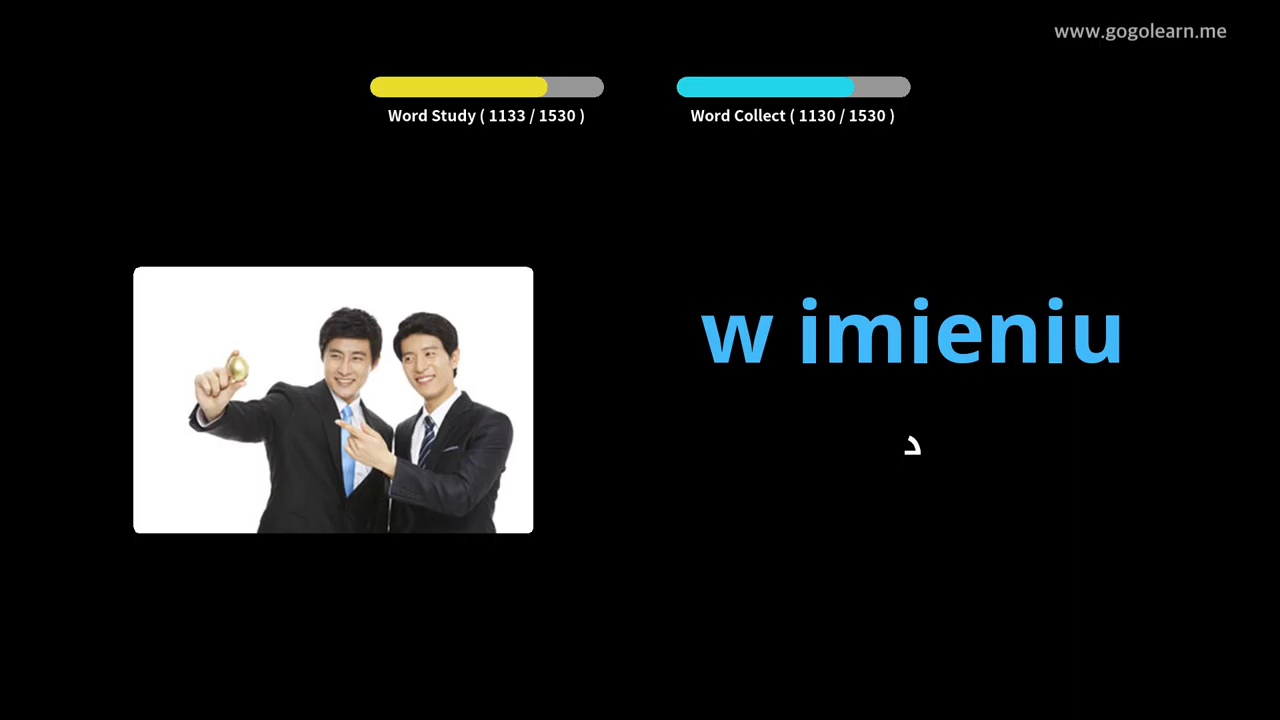 www.gogolearn.me
Word Study ( 1133 / 1530 )
Word Collect ( 1130 / 1530 )
w imieniu
د